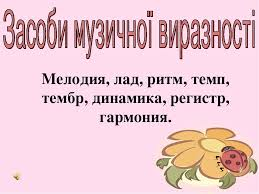 Засоби музичної виразності
Мелодия, лад, ритм, темп,
тембр, динамика, регистр,
гармония.